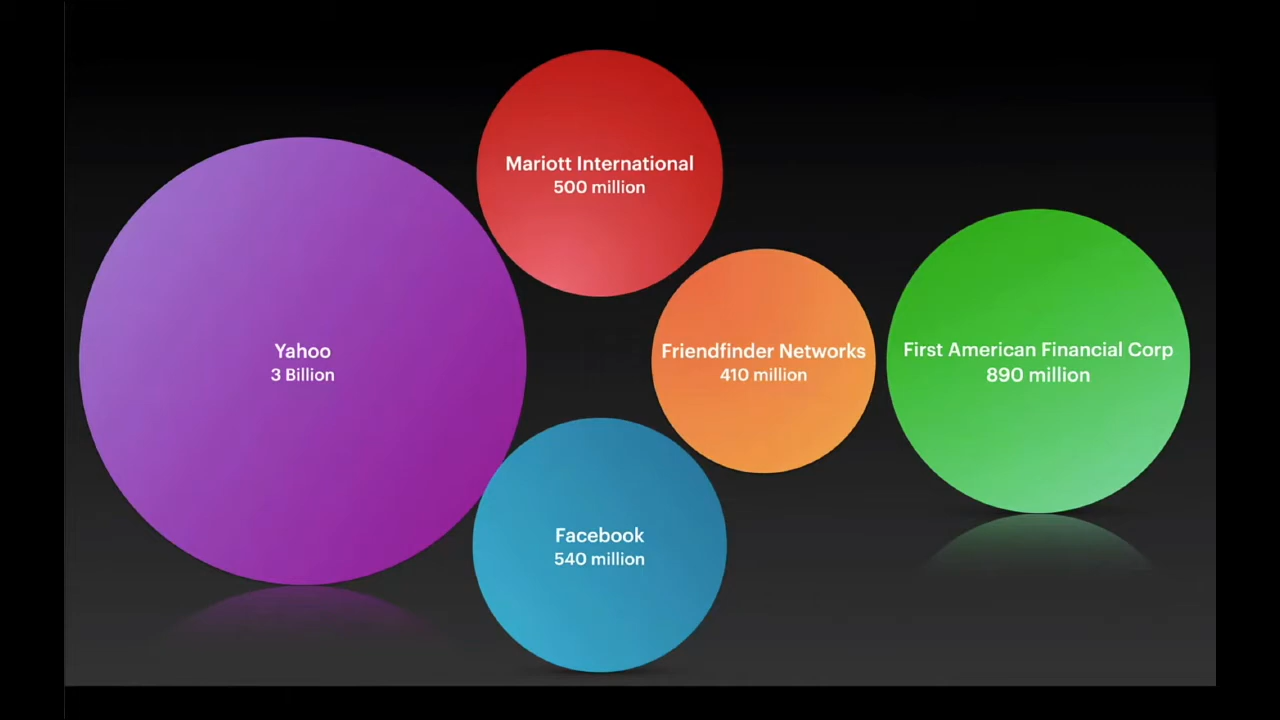 Mariott International
500 million
Yahoo
3 Billion
Friendfinder Networks
410 million
First American Financial Corp
890 million
Facebook
540 million